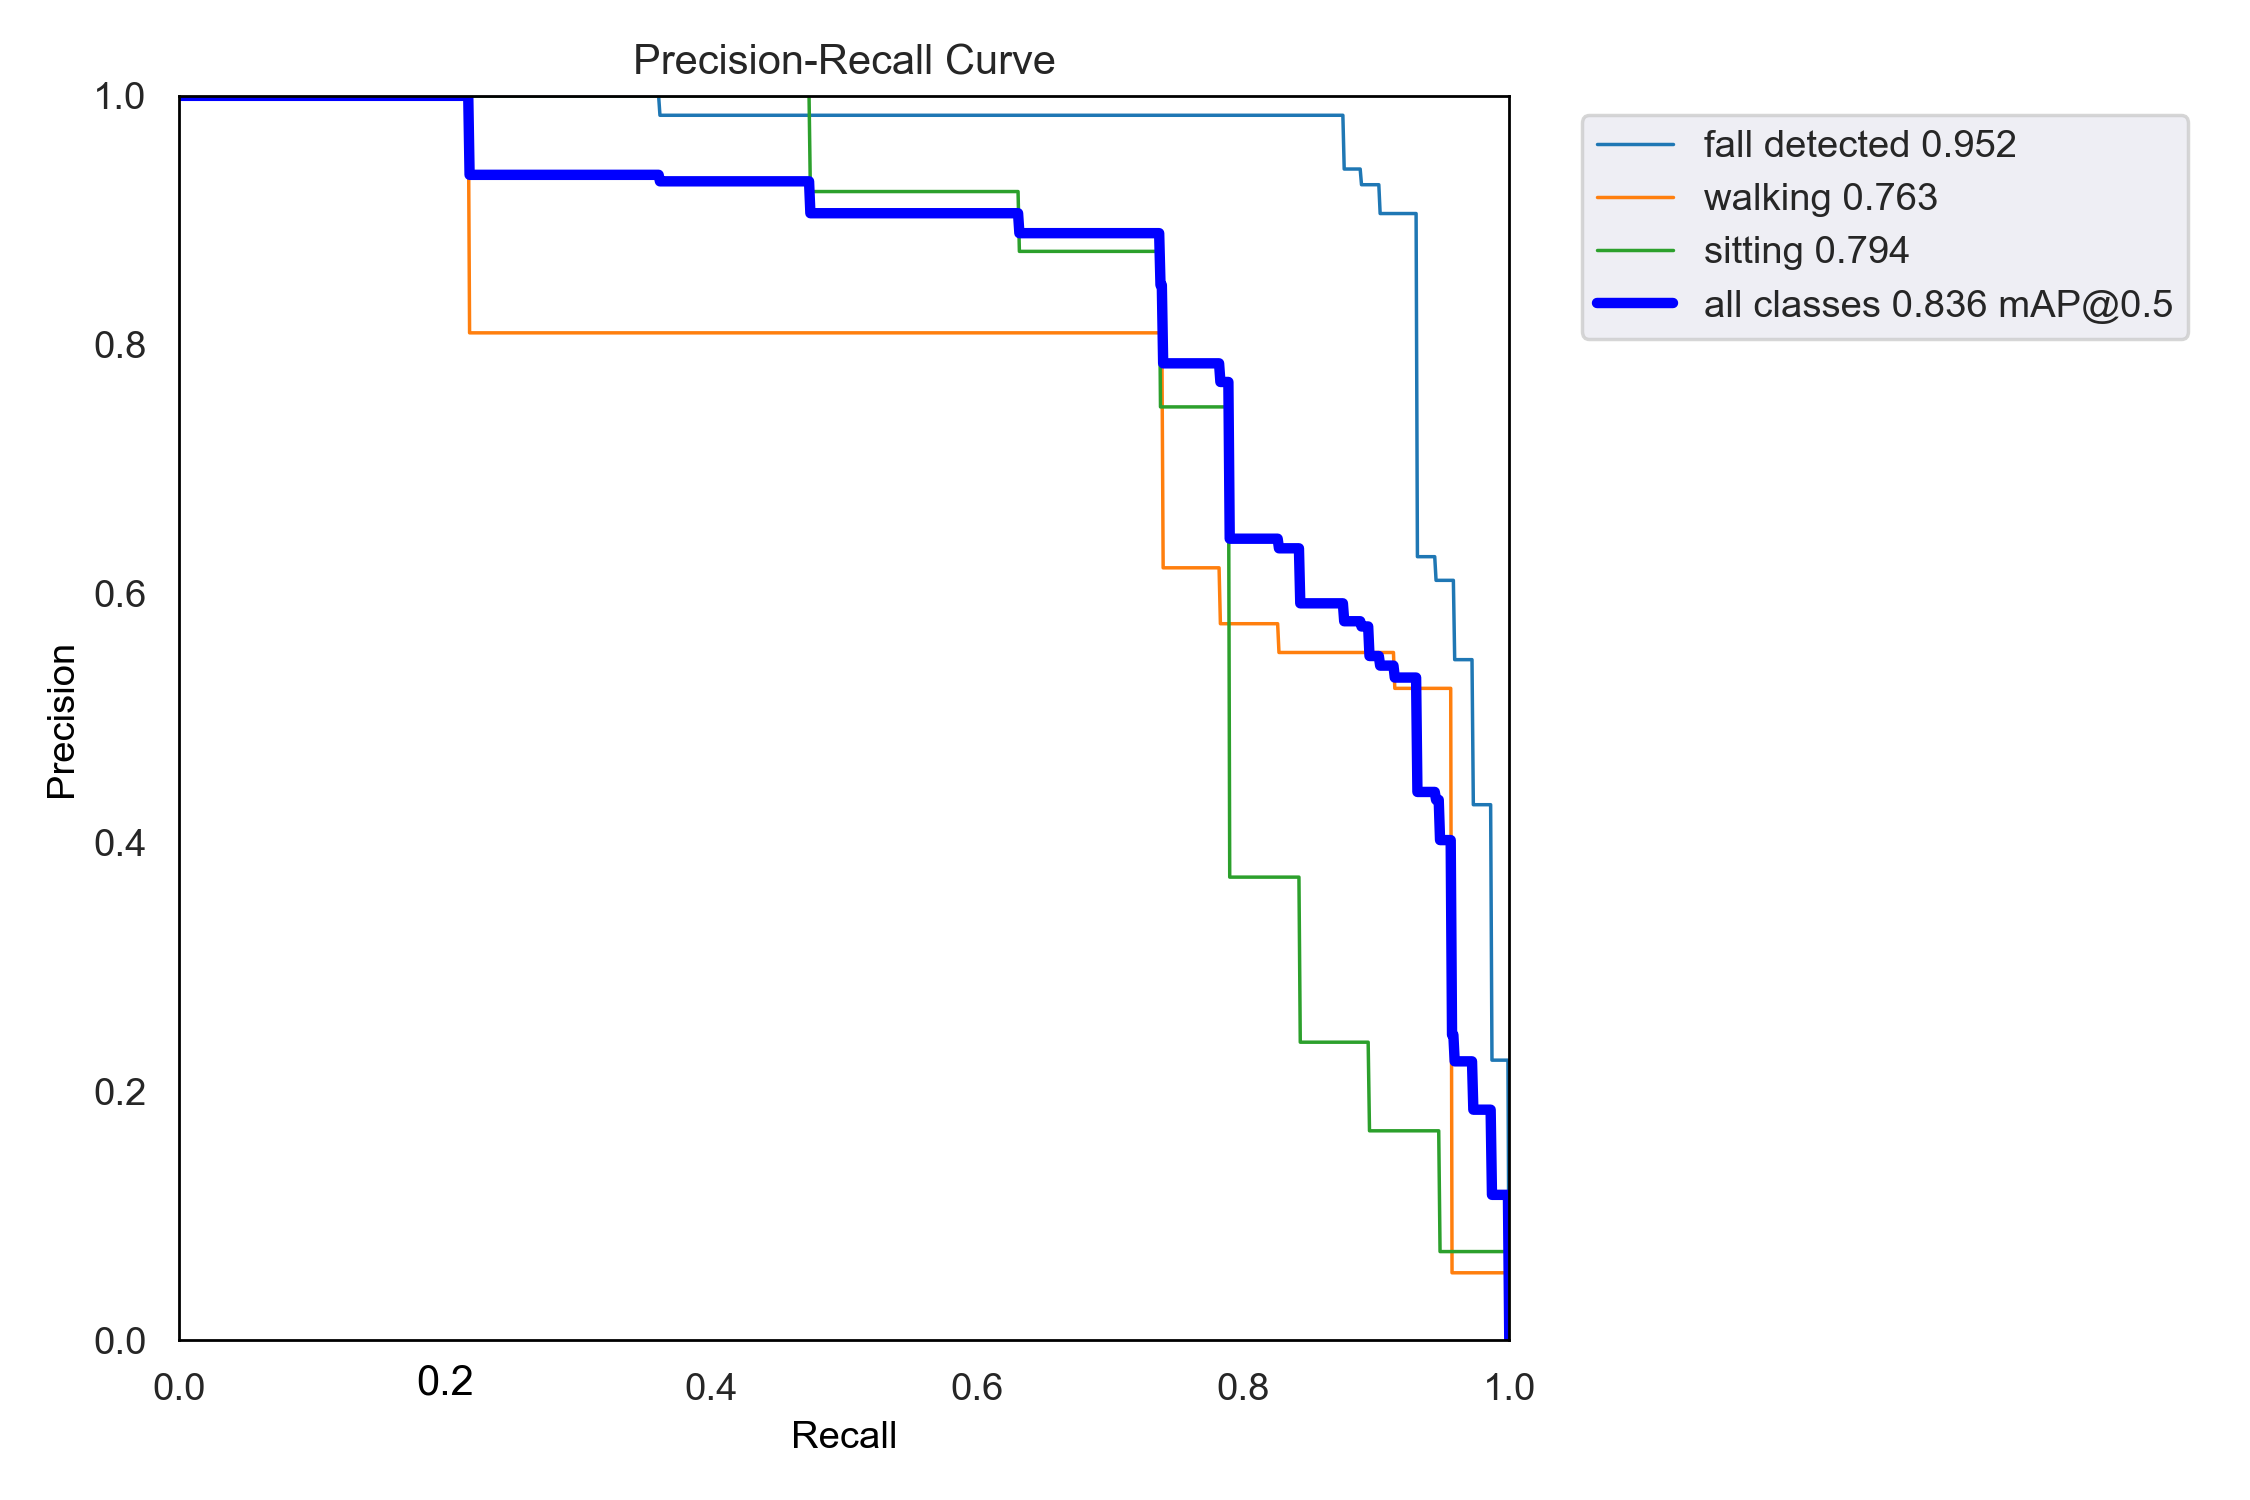 Precision-Recall Curve
1.0
0.8
0.6
0.4
0.2
0.0
Precision
0.0 0.2 0.4 0.6 0.8 1.0
Recall
fall detected 0.952
walking 0.763
sitting 0.794
all classes 0.836 mAP@0.5